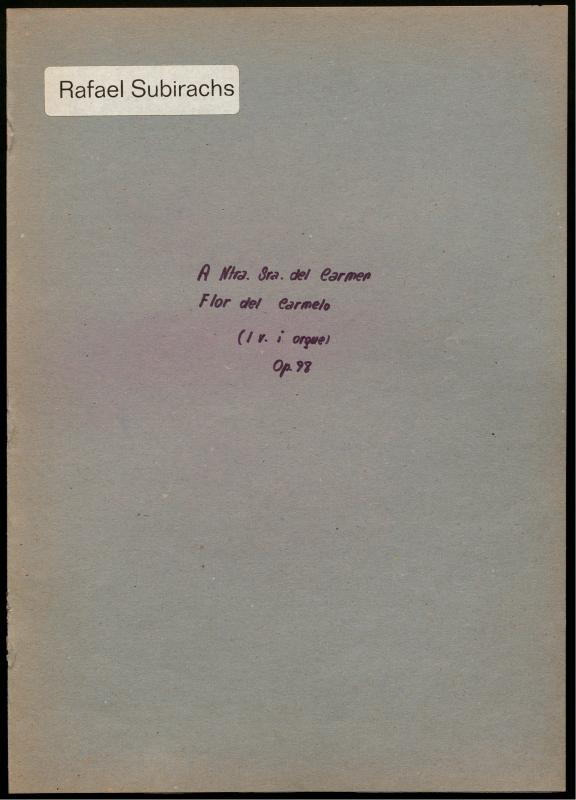 Rafael Subirachs
A Ntra. Sra. del Carmen
Flor del Carmelo
(1 v. i orgue)
Op. 98